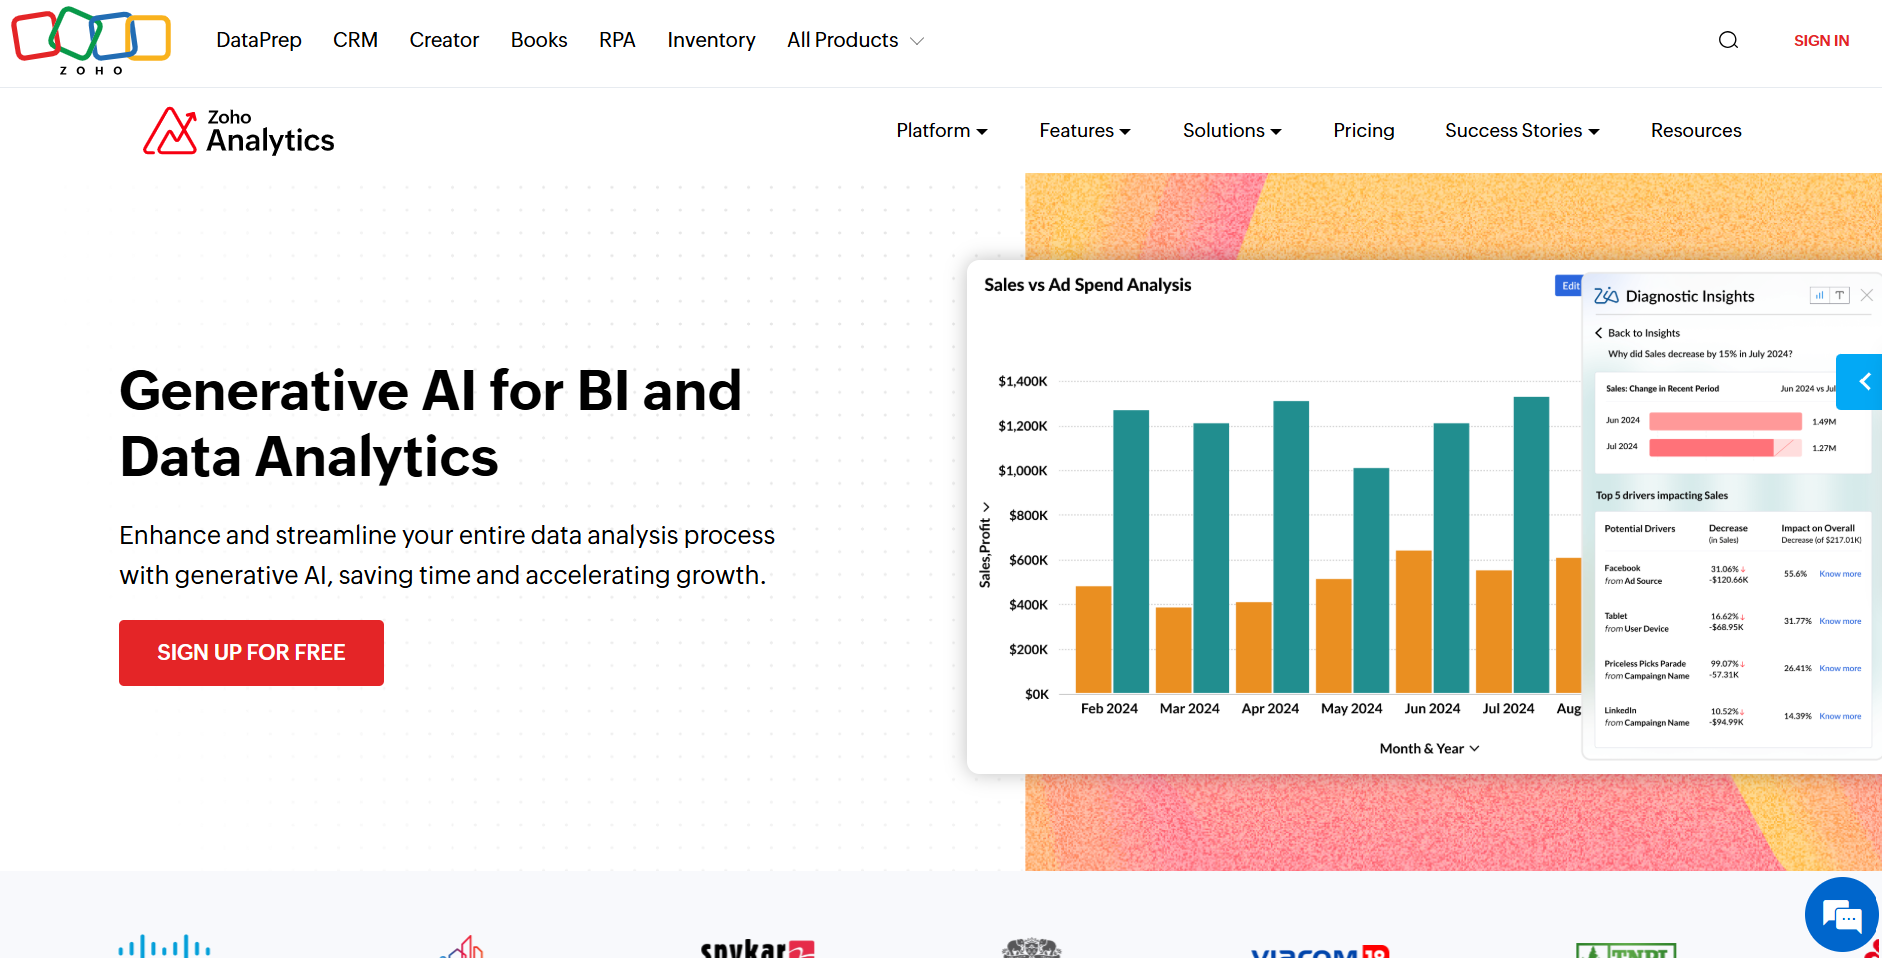 ZOHO
DataPrep CRM Creator Books RPA Inventory All Products
SIGN IN
Zoho
Analytics
Platform Features Solutions Pricing Success Stories Resources
Generative AI for BI and
Data Analytics
Enhance and streamline your entire data analysis process
with generative AI, saving time and accelerating growth.
SIGN UP FOR FREE
Sales vs Ad Spend Analysis
Edit
$1,400K
$1,200K
$1,000K
$800K
$600K
$400K
$200K
$0K
Sales,Profit
Feb 2024 Mar 2024 Apr 2024 May 2024 Jun 2024 Jul 2024 Aug
Month & Year
Zia Diagnostic Insights
Back to Insights
Why did Sales decrease by 15% in July 2024?
Sales: Change in Recent Period Jun 2024 vs Jul
Jun 2024 1.49M
Jul 2024 1.27M
Top 5 drivers impacting Sales
Potential Drivers Decrease Impact on Overall
(in Sales) Decrease (of $217.01K)
Facebook 31.06%
from Ad Source -$120.66K 55.6% Know more
Tablet 16.62%
from User Device -$68.95K 31.77% Know more
Priceless Picks Parade 99.07%
from Campaingn Name -57.31K 26.41% Know more
LinkedIn 10.52%
from Campaingn Name -$94.99K 14.39% Know more
spykar
VIACOM 18
TNPL